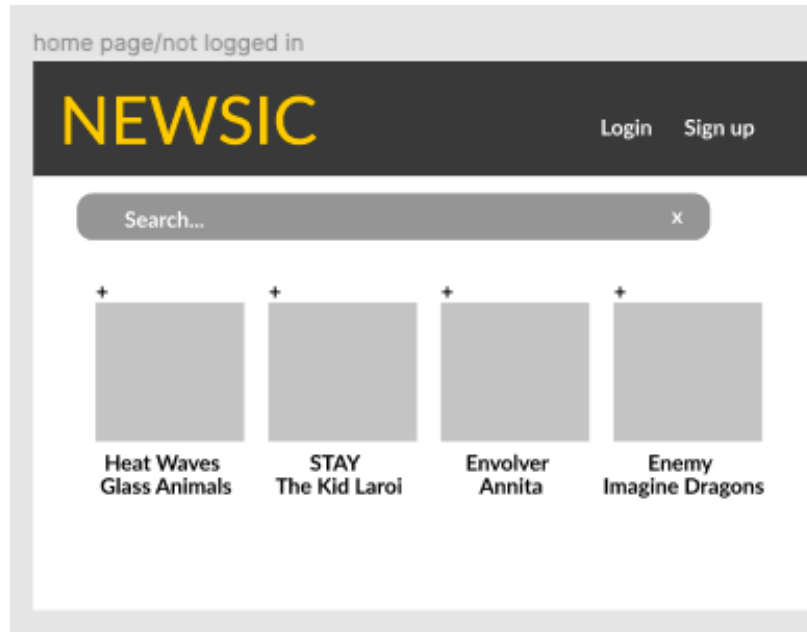 home page/not logged in
NEWSIC
Login Sign up
Search... x
+ + + +
Heat Waves STAY Envolver Enemy
Glass Animals The Kid Laroi Annita Imagine Dragons